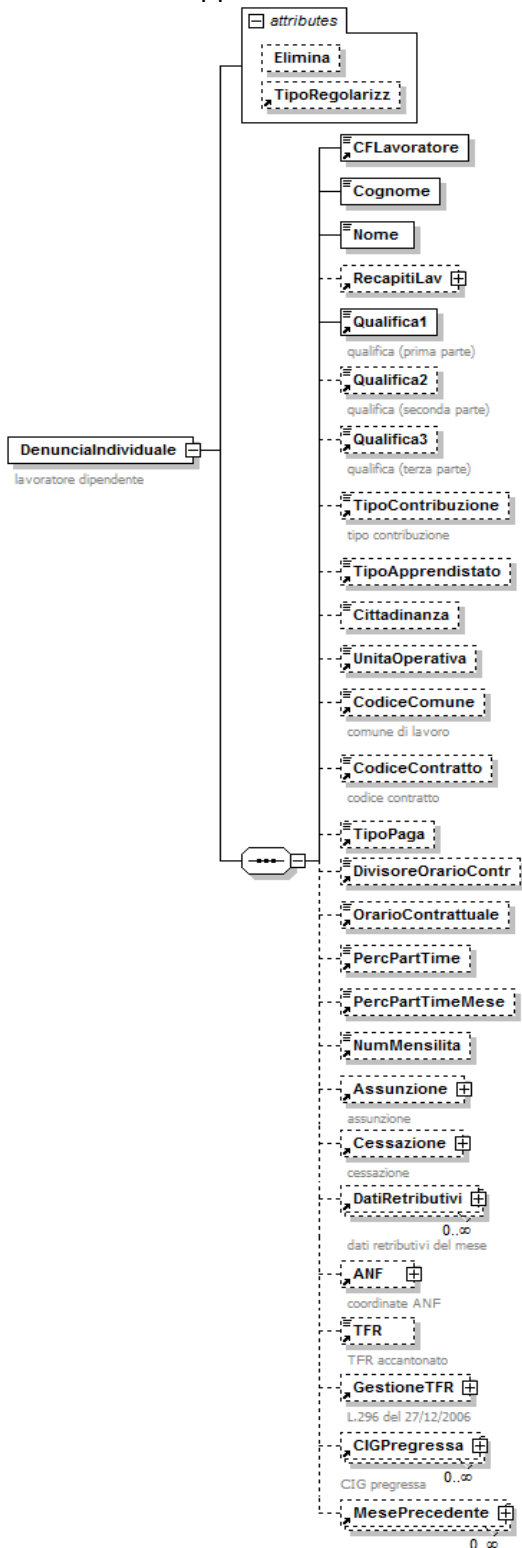 attributes
Elimina
TipoRegolarizz
CFLavoratore
Cognome
Nome
RecapitiLav
Qualifica1
qualifica (prima parte)
Qualifica2
qualifica (seconda parte)
Qualifica3
qualifica (terza parte)
DenunciaIndividuale
lavoratore dipendente
TipoContribuzione
tipo contribuzione
TipoApprendistato
Cittadinanza
UnitaOperativa
CodiceComune
comune di lavoro
CodiceContratto
codice contratto
TipoPaga
DivisoreOrarioContr
OrarioContrattuale
PercPartTime
PercPartTimeMese
NumMensilita
Assunzione
assunzione
Cessazione
cessazione
DatiRetributivi
0..∞
dati retributivi del mese
ANF
coordinate ANF
TFR
TFR accantonato
GestioneTFR
L.296 del 27/12/2006
CIGPregressa
0..∞
CIG pregressa
MesePrecedente
0..∞